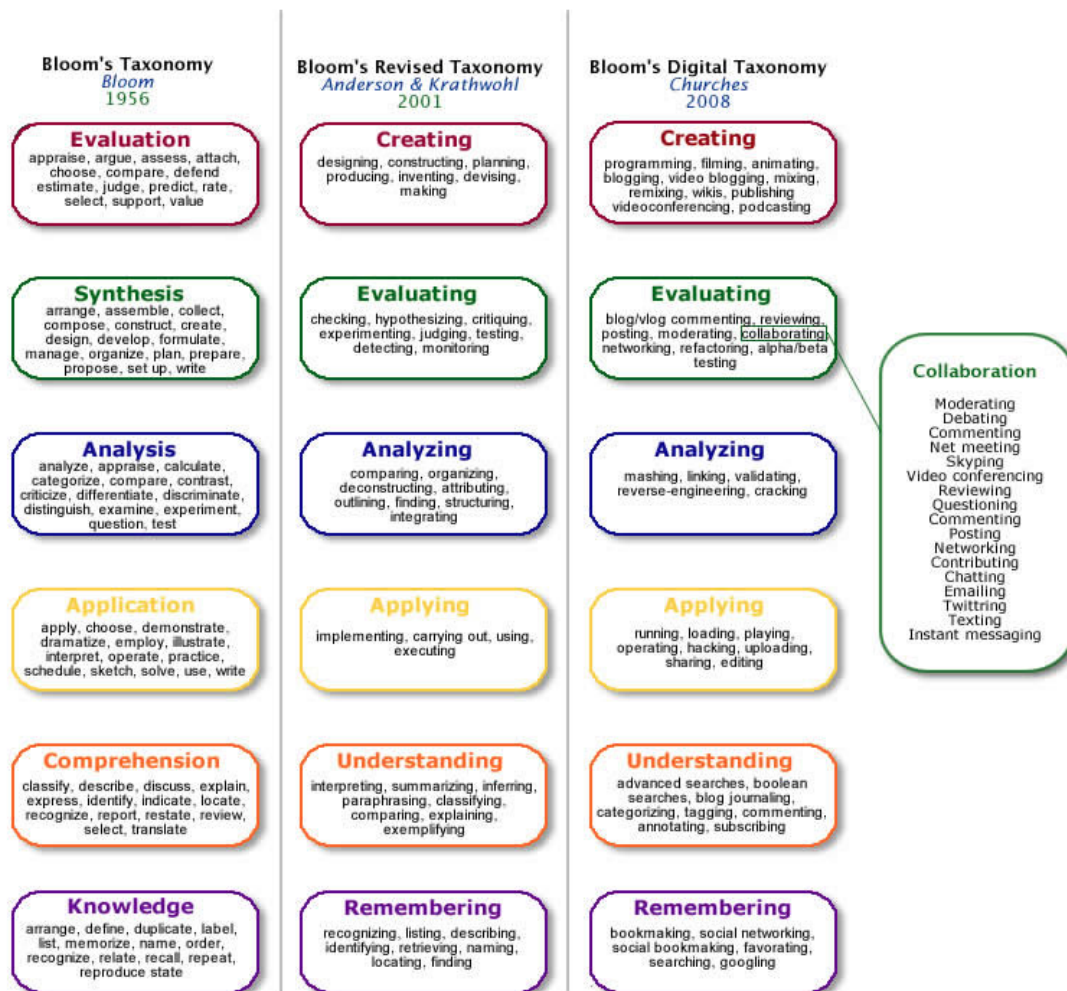 Bloom's Taxonomy
Bloom
1956
Evaluation
appraise, argue, assess, attach,
choose, compare, defend
estimate, judge, predict, rate,
select, support, value
Synthesis
arrange, assemble, collect,
compose, construct, create,
design, develop, formulate,
manage, organize, plan, prepare,
propose, set up, write
Analysis
analyze, appraise, calculate,
categorize, compare, contrast,
criticize, differentiate, discriminate,
distinguish, examine, experiment,
question, test
Application
apply, choose, demonstrate,
dramatize, employ, illustrate,
interpret, operate, practice,
schedule, sketch, solve, use, write
Comprehension
classify, describe, discuss, explain,
express, identify, indicate, locate,
recognize, report, restate, review,
select, translate
Knowledge
arrange, define, duplicate, label,
list, memorize, name, order,
recognize, relate, recall, repeat,
reproduce state
Bloom's Revised Taxonomy
Anderson & Krathwohl
2001
Creating
designing, constructing, planning,
producing, inventing, devising,
making
Evaluating
checking, hypothesizing, critiquing,
experimenting, judging, testing,
detecting, monitoring
Analyzing
comparing, organizing,
deconstructing, attributing,
outlining, finding, structuring,
integrating
Applying
implementing, carrying out, using,
executing
Understanding
interpreting, summarizing, inferring,
paraphrasing, classifying,
comparing, explaining,
exemplifying
Remembering
recognizing, listing, describing,
identifying, retrieving, naming,
locating, finding
Bloom's Digital Taxonomy
Churches
2008
Creating
programming, filming, animating,
blogging, video blogging, mixing,
remixing, wikis, publishing
videoconferencing, podcasting
Evaluating
blog/vlog commenting, reviewing,
posting, moderating, collaborating,
networking, refactoring, alpha/beta
testing
Analyzing
mashing, linking, validating,
reverse-engineering, cracking
Applying
running, loading, playing,
operating, hacking, uploading,
sharing, editing
Understanding
advanced searches, boolean
searches, blog journaling,
categorizing, tagging, commenting,
annotating, subscribing
Remembering
bookmaking, social networking,
social bookmaking, favorating,
searching, googling
Collaboration
Moderating
Debating
Commenting
Net meeting
Skyping
Video conferencing
Reviewing
Questioning
Commenting
Posting
Networking
Contributing
Chatting
Emailing
Twittring
Texting
Instant messaging